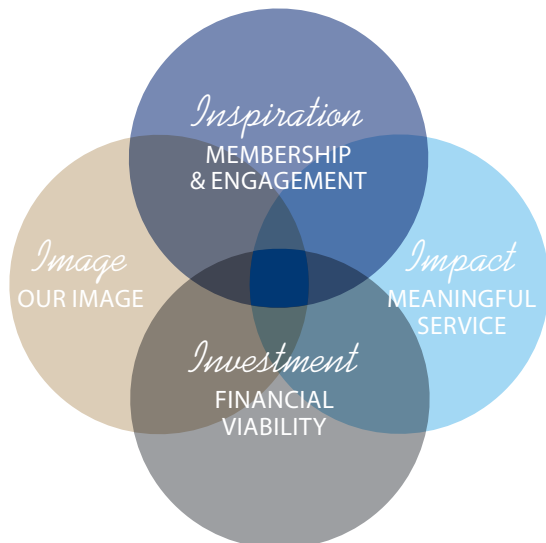 Inspiration
MEMBERSHIP
& ENGAGEMENT
Image
OUR IMAGE
Impact
MEANINGFUL
SERVICE
Investment
FINANCIAL
VIABILITY